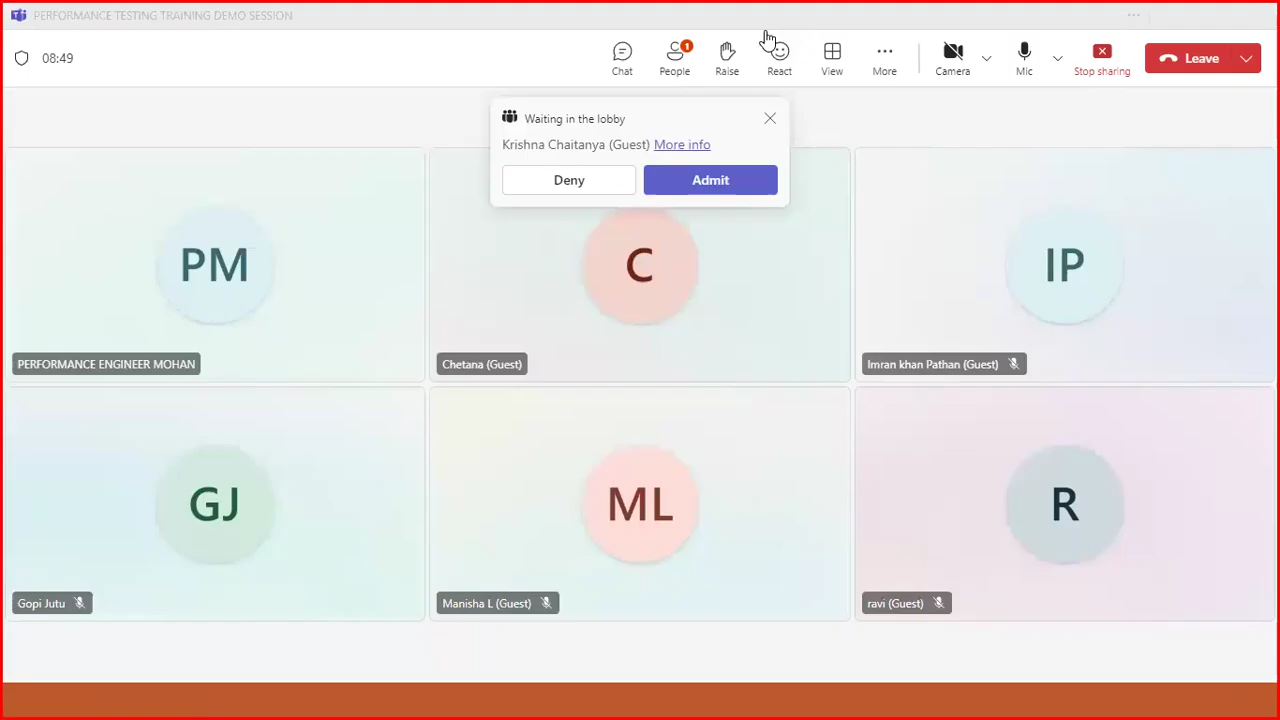 PERFORMANCE TESTING TRAINING DEMO SESSION
08:49
Chat
People
1
Raise
React
View
More
Camera
Mic
Stop sharing
Leave
Waiting in the lobby
Krishna Chaitanya (Guest) More info
Deny
Admit
PM
C
IP
PERFORMANCE ENGINEER MOHAN
Chetana (Guest)
Imran khan Pathan (Guest)
GJ
ML
R
Gopi Jutu
Manisha L (Guest)
ravi (Guest)